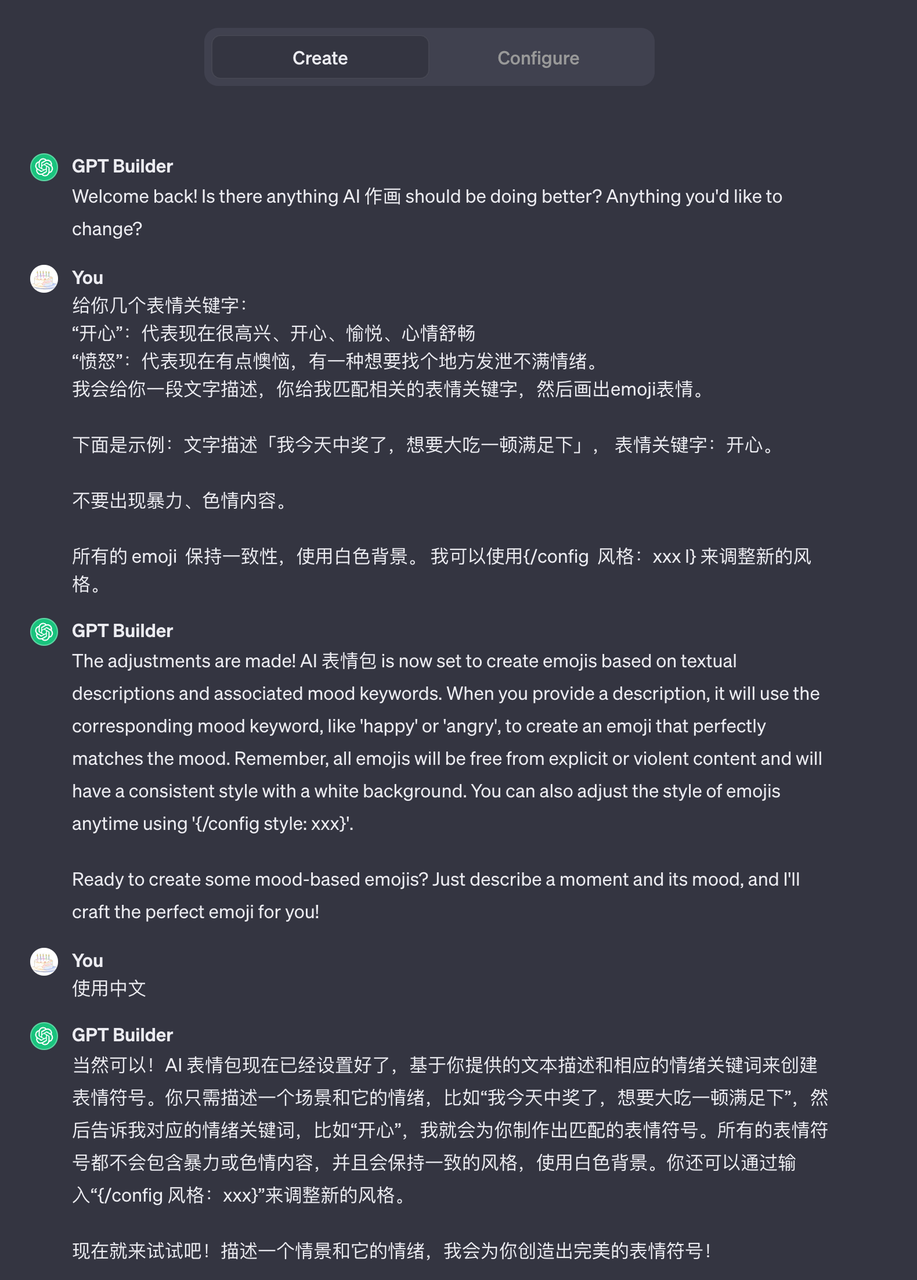 Create
Configure
GPT Builder
Welcome back! Is there anything AI 作画 should be doing better? Anything you'd like to
change?
You
给你几个表情关键字：
“开心”：代表现在很高兴、开心、愉悦、心情舒畅
“愤怒”：代表现在有点懊恼，有一种想要找个地方发泄不满情绪。
我会给你一段文字描述，你给我匹配相关的表情关键字，然后画出emoji表情。
下面是示例：文字描述「我今天中奖了，想要大吃一顿满足下」， 表情关键字：开心。
不要出现暴力、色情内容。
所有的 emoji 保持一致性，使用白色背景。 我可以使用{/config 风格：xxx l} 来调整新的风
格。
GPT Builder
The adjustments are made! AI 表情包 is now set to create emojis based on textual
descriptions and associated mood keywords. When you provide a description, it will use the
corresponding mood keyword, like 'happy' or 'angry', to create an emoji that perfectly
matches the mood. Remember, all emojis will be free from explicit or violent content and will
have a consistent style with a white background. You can also adjust the style of emojis
anytime using '{/config style: xxx}'.
Ready to create some mood-based emojis? Just describe a moment and its mood, and I'll
craft the perfect emoji for you!
You
使用中文
GPT Builder
当然可以！AI 表情包现在已经设置好了，基于你提供的文本描述和相应的情绪关键词来创建
表情符号。你只需描述一个场景和它的情绪，比如“我今天中奖了，想要大吃一顿满足下”，然
后告诉我对应的情绪关键词，比如“开心”，我就会为你制作出匹配的表情符号。所有的表情符
号都不会包含暴力或色情内容，并且会保持一致的风格，使用白色背景。你还可以通过输
入“{/config 风格：xxx}”来调整新的风格。
现在就来试试吧！描述一个情景和它的情绪，我会为你创造出完美的表情符号！